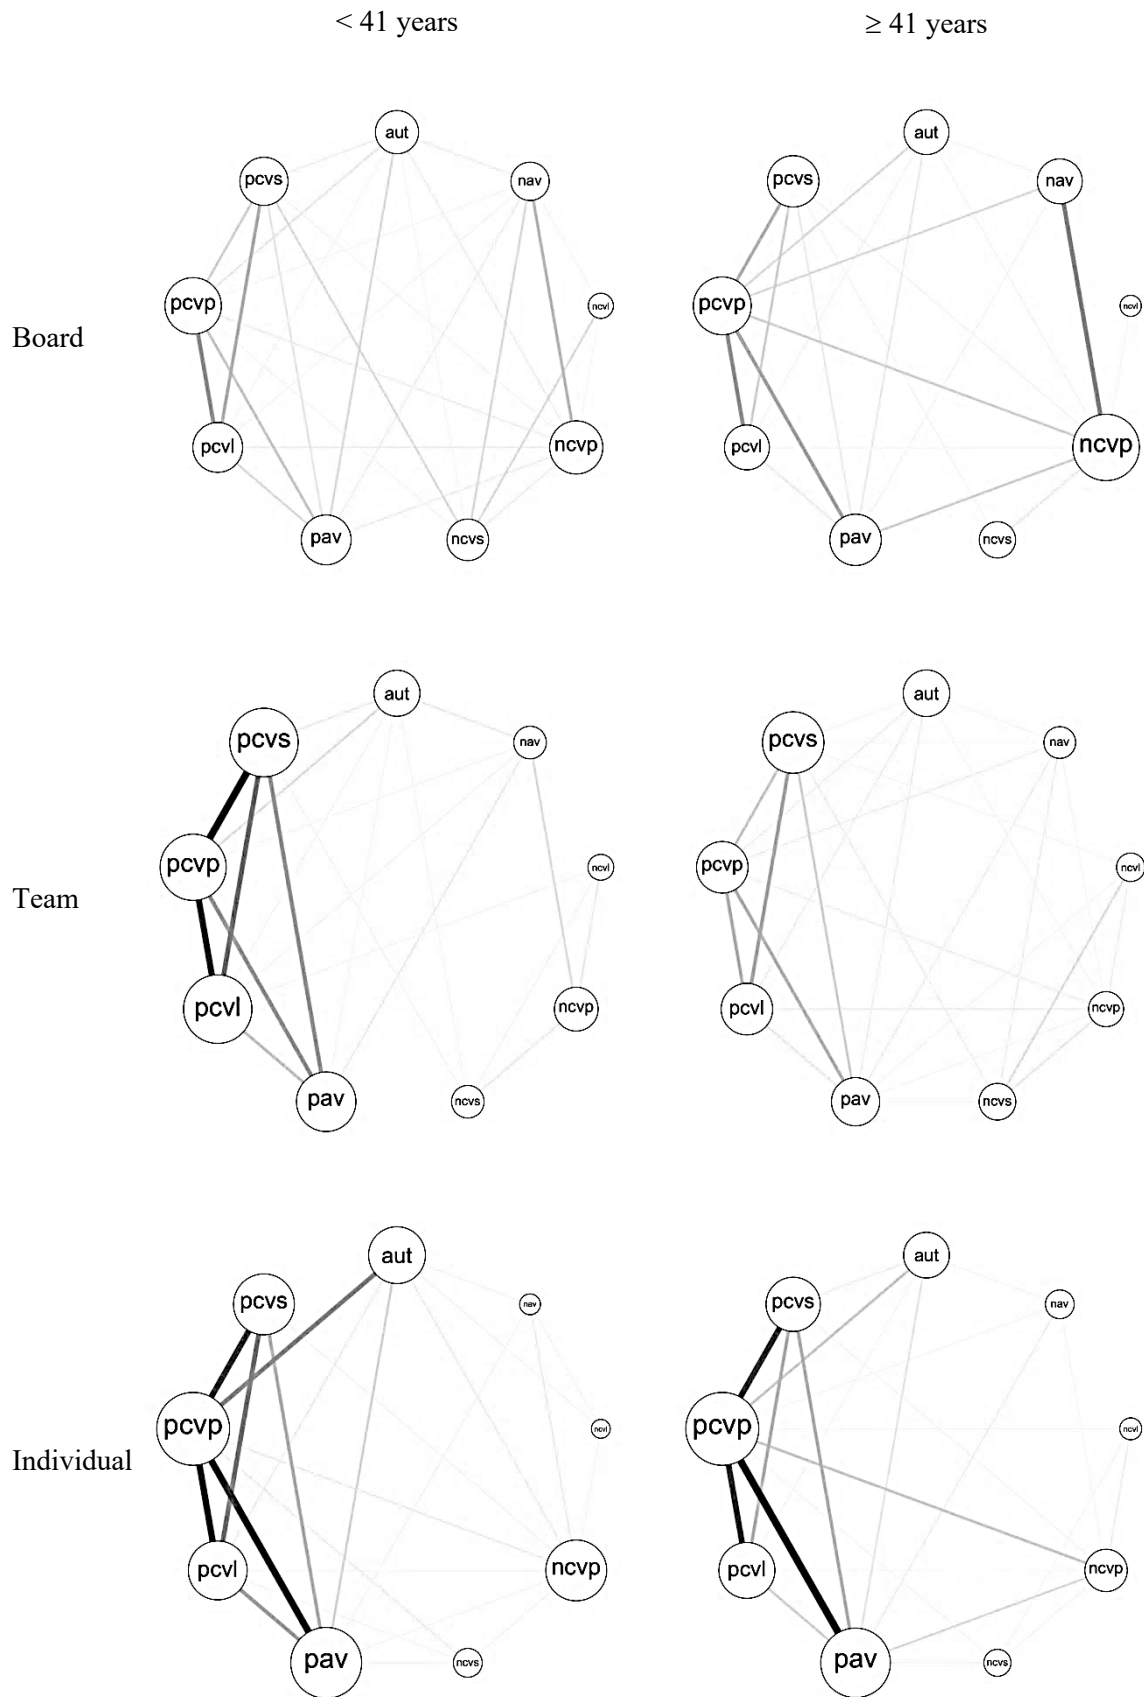 < 41 years ≥ 41 years
Board
aut
pcvs
nav
pcvp
ncvl
pcvl
ncvp
pav
ncvs
aut
pcvs
nav
pcvp
ncvl
pcvl
ncvp
pav
ncvs
Team
aut
pcvs
nav
pcvp
ncvl
pcvl
ncvp
pav
ncvs
aut
pcvs
nav
pcvp
ncvl
pcvl
ncvp
pav
ncvs
Individual
aut
pcvs
nav
pcvp
ncvl
pcvl
ncvp
pav
ncvs
aut
pcvs
nav
pcvp
ncvl
pcvl
ncvp
pav
ncvs